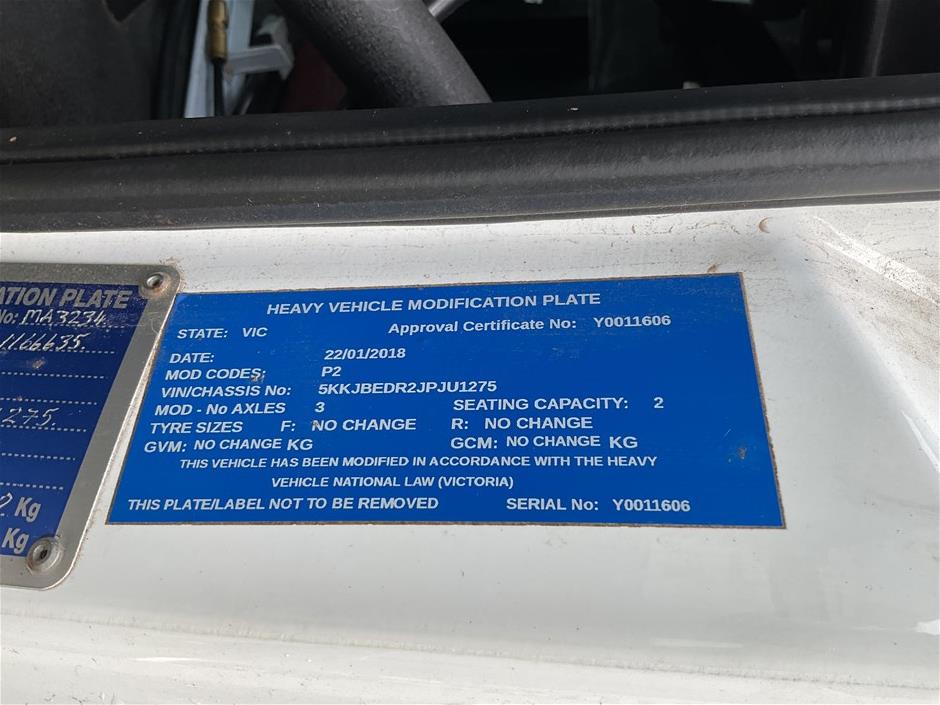 ATION PLATE
No: MA3234
1166635.
1275.
Kg
Kg
HEAVY VEHICLE MODIFICATION PLATE
STATE: VIC Approval Certificate No: Y0011606
DATE: 22/01/2018
MOD CODES: P2
VIN/CHASSIS No: 5KKJBEDR2JPJU1275
MOD - No AXLES 3 SEATING CAPACITY: 2
TYRE SIZES F: NO CHANGE R: NO CHANGE
GVM: NO CHANGE KG GCM: NO CHANGE KG
THIS VEHICLE HAS BEEN MODIFIED IN ACCORDANCE WITH THE HEAVY
VEHICLE NATIONAL LAW (VICTORIA)
THIS PLATE/LABEL NOT TO BE REMOVED SERIAL No: Y0011606